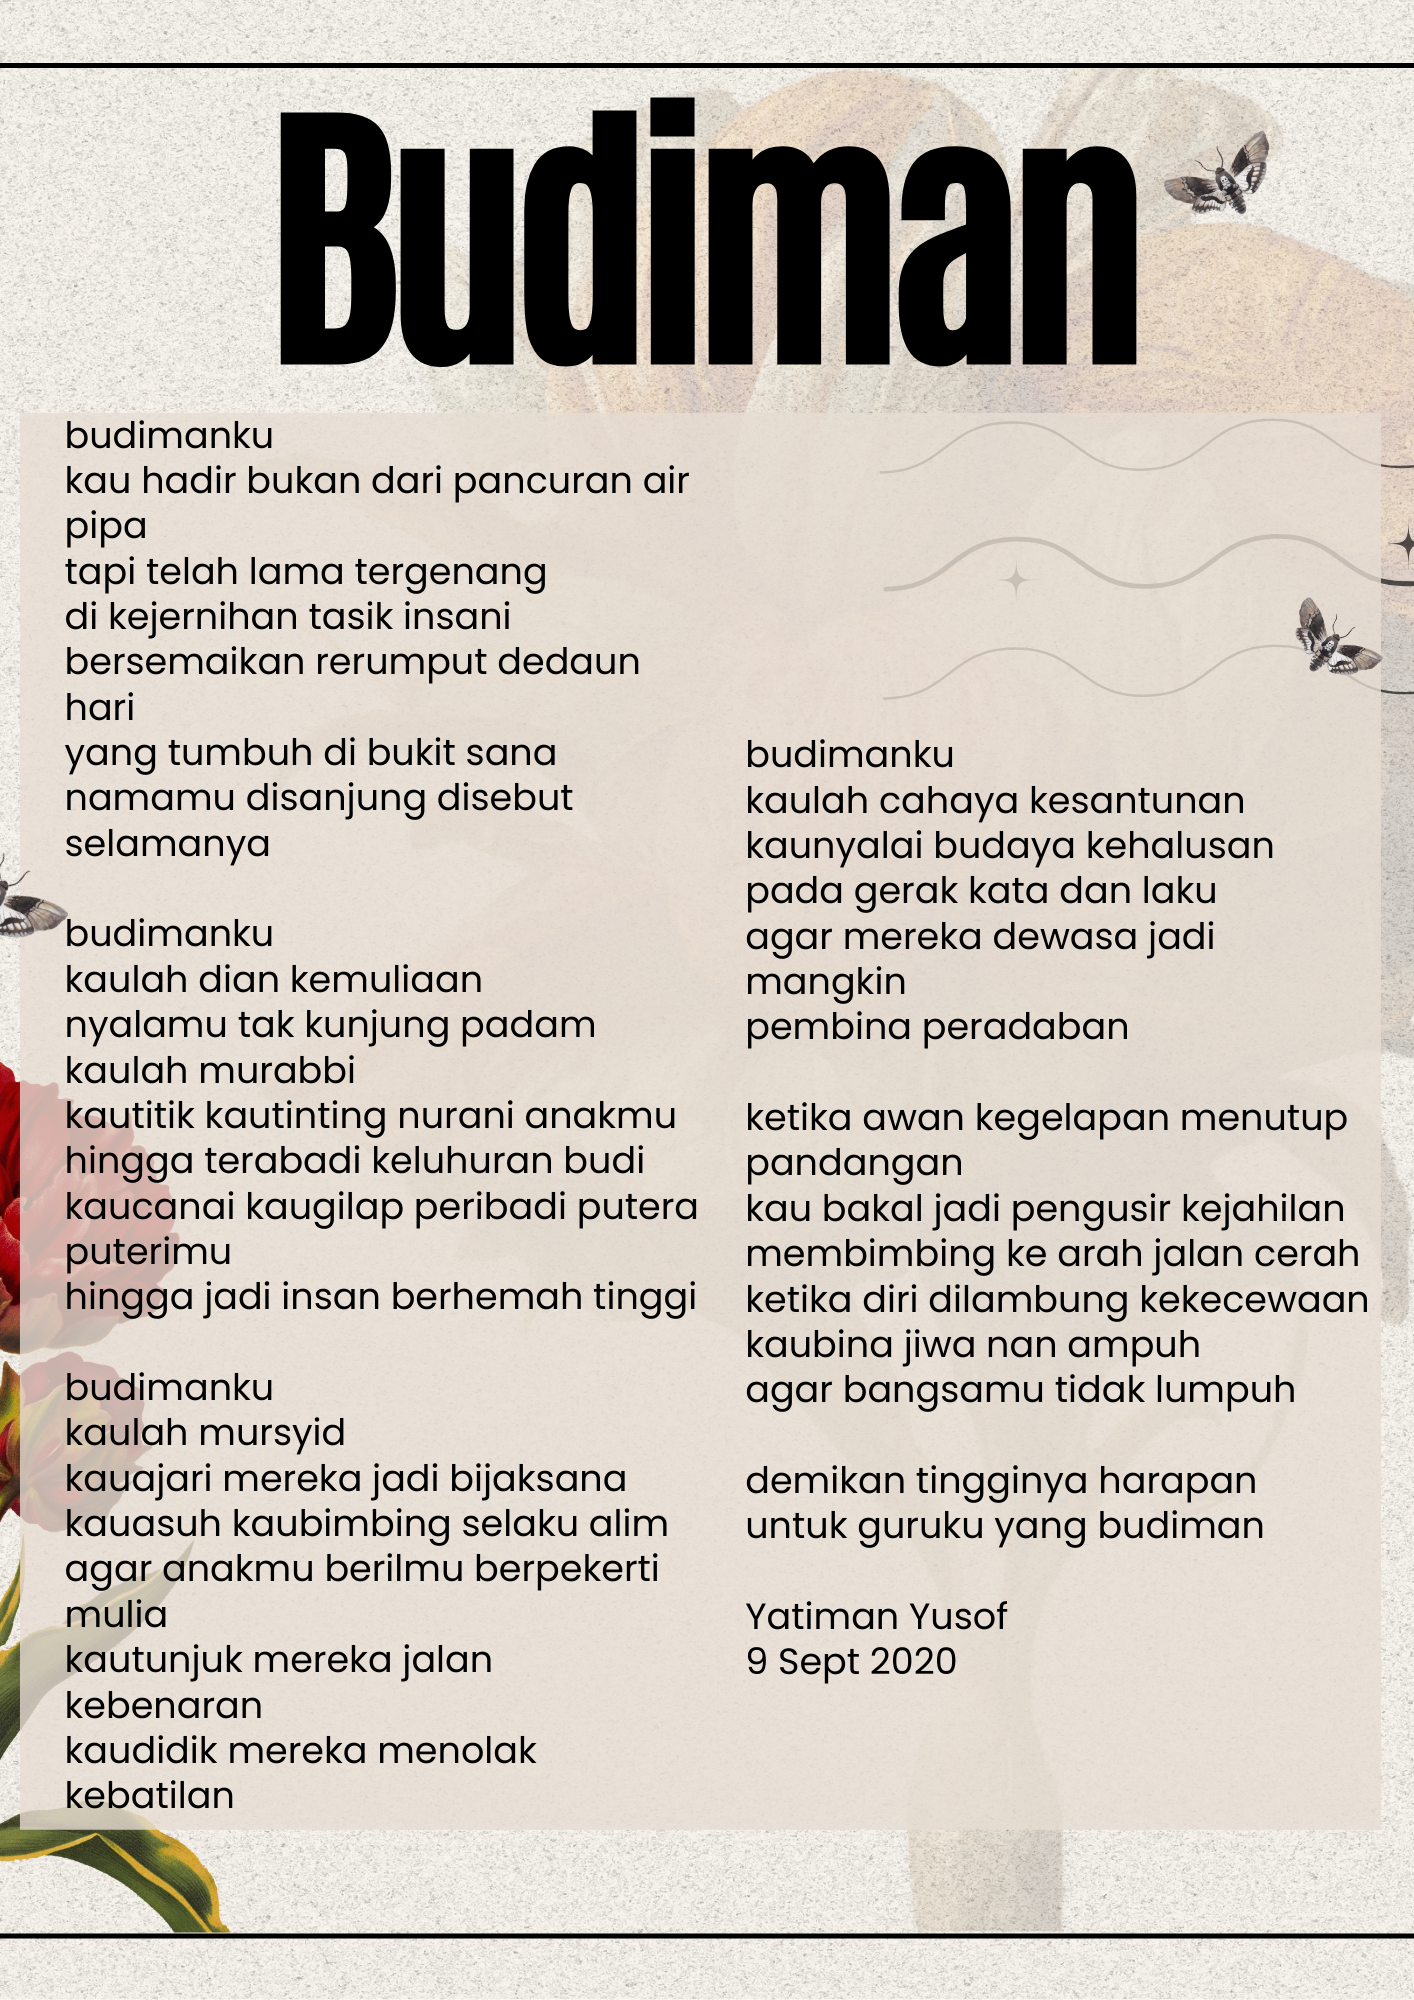 Budiman
budimanku
kau hadir bukan dari pancuran air
pipa
tapi telah lama tergenang
di kejernihan tasik insani
bersemaikan rerumput dedaun
hari
yang tumbuh di bukit sana
namamu disanjung disebut
selamanya
budimanku
kaulah dian kemuliaan
nyalamu tak kunjung padam
kaulah murabbi
kautitik kautinting nurani anakmu
hingga terabadi keluhuran budi
kaucanai kaugilap peribadi putera
puterimu
hingga jadi insan berhemah tinggi
budimanku
kaulah mursyid
kauajari mereka jadi bijaksana
kauasuh kaubimbing selaku alim
agar anakmu berilmu berpekerti
mulia
kautunjuk mereka jalan
kebenaran
kaudidik mereka menolak
kebatilan
budimanku
kaulah cahaya kesantunan
kaunyalai budaya kehalusan
pada gerak kata dan laku
agar mereka dewasa jadi
mangkin
pembina peradaban
ketika awan kegelapan menutup
pandangan
kau bakal jadi pengusir kejahilan
membimbing ke arah jalan cerah
ketika diri dilambung kekecewaan
kaubina jiwa nan ampuh
agar bangsamu tidak lumpuh
demikan tingginya harapan
untuk guruku yang budiman
Yatiman Yusof
9 Sept 2020